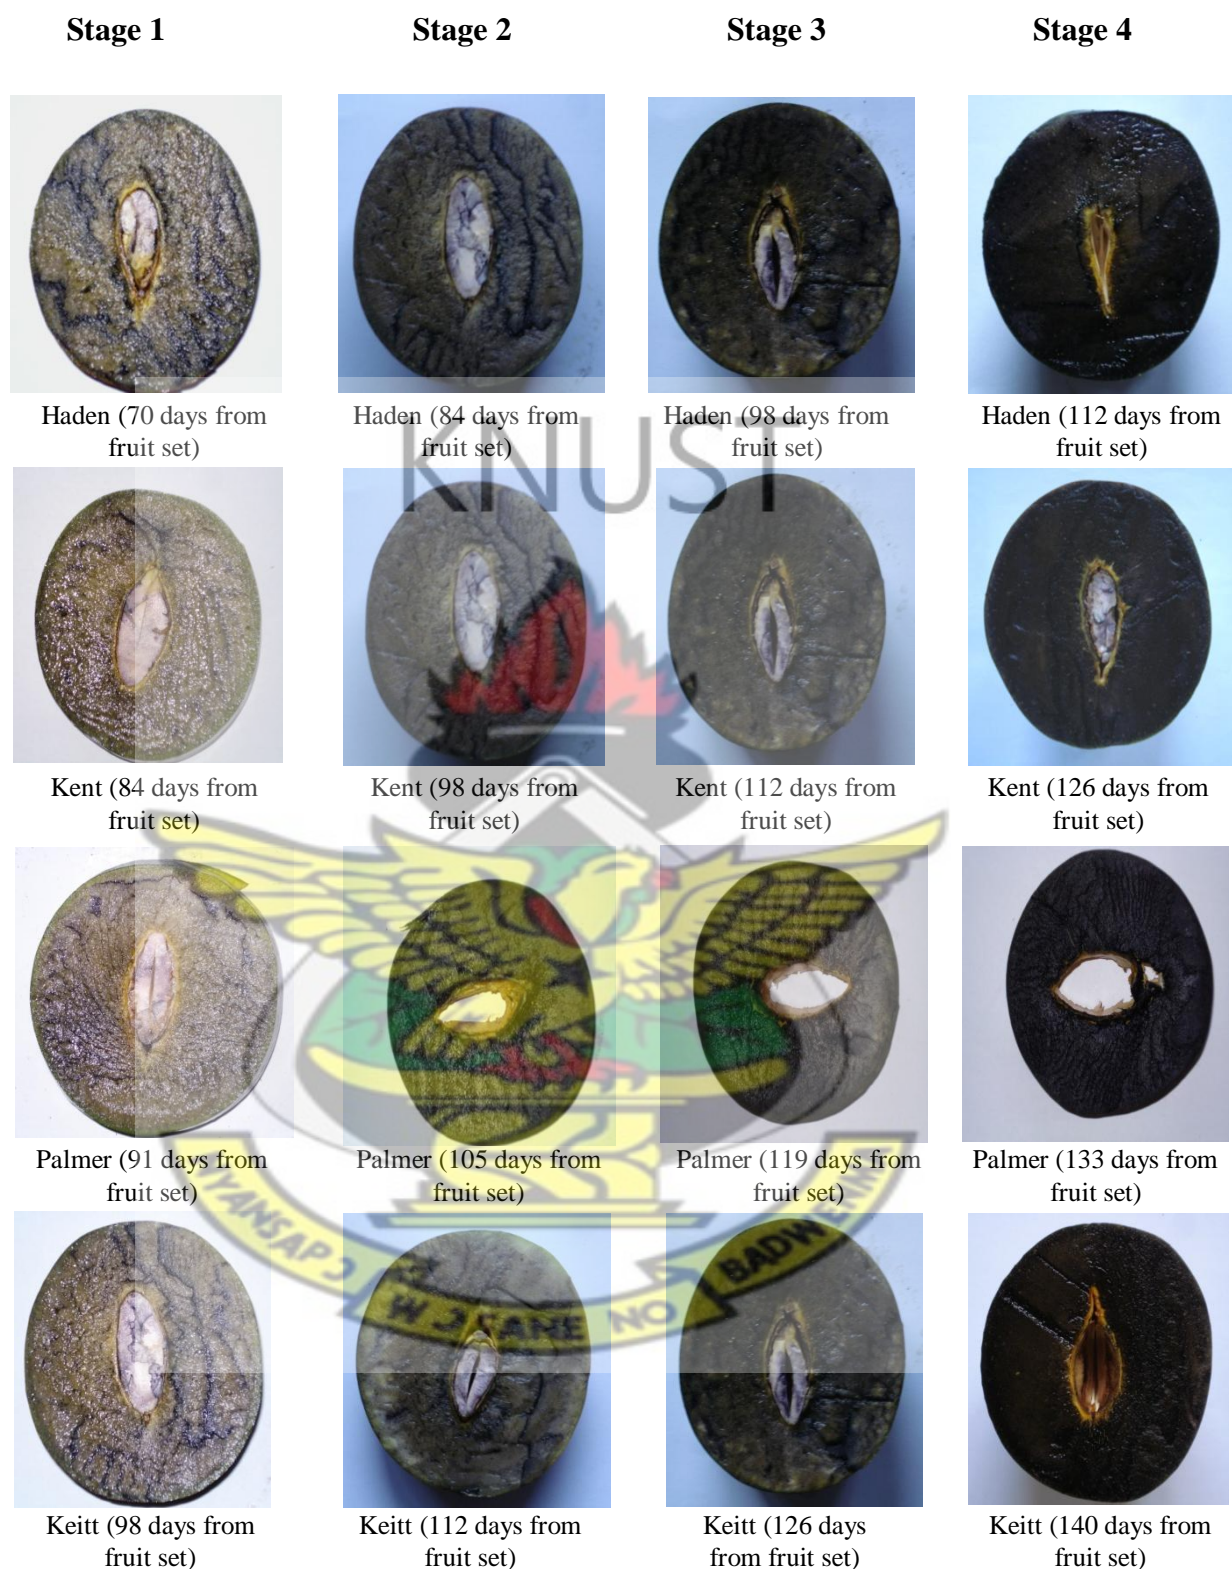 Stage 1 Stage 2 Stage 3 Stage 4
Haden (70 days from
fruit set)
Haden (84 days from
fruit set)
Haden (98 days from
fruit set)
Haden (112 days from
fruit set)
KNUST
Kent (84 days from
fruit set)
Kent (98 days from
fruit set)
Kent (112 days from
fruit set)
Kent (126 days from
fruit set)
Palmer (91 days from
fruit set)
Palmer (105 days from
fruit set)
Palmer (119 days from
fruit set)
Palmer (133 days from
fruit set)
W Ɔ FAHE NO BADW
Keitt (98 days from
fruit set)
Keitt (112 days from
fruit set)
Keitt (126 days
from fruit set)
Keitt (140 days from
fruit set)